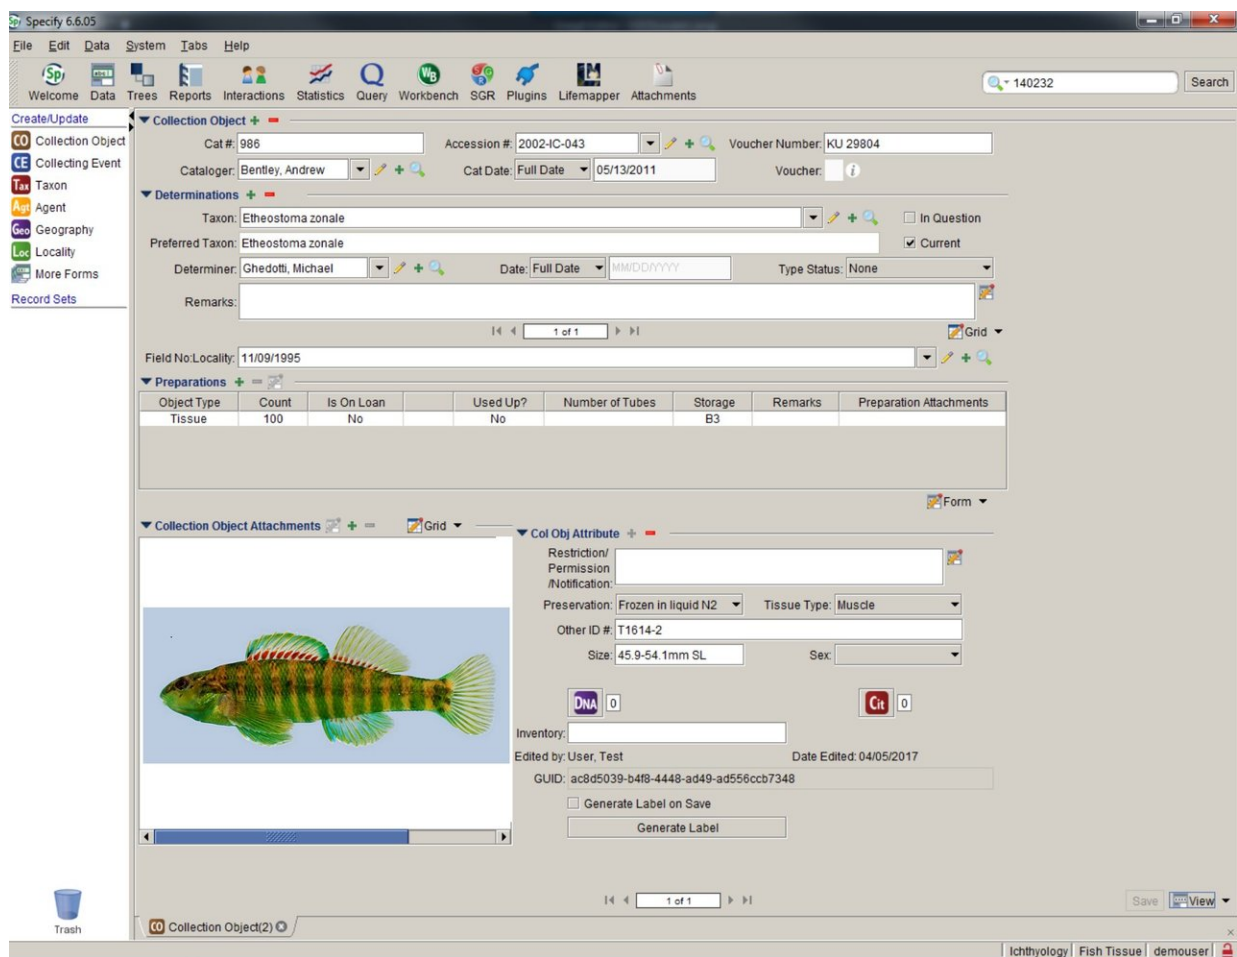 Specify 6.6.05
File Edit Data System Tabs Help
Welcome Data Trees Reports Interactions Statistics Query Workbench SGR Plugins Lifemapper Attachments
140232 Search
Create/Update
CO Collection Object
CE Collecting Event
Tax Taxon
Agt Agent
Geo Geography
Loc Locality
More Forms
Record Sets
Trash
Collection Object
Cat #: 986 Accession #: 2002-IC-043 Voucher Number: KU 29804
Cataloger: Bentley, Andrew Cat Date: Full Date 05/13/2011 Voucher: i
Determinations
Taxon: Etheostoma zonale In Question
Preferred Taxon: Etheostoma zonale Current
Determiner: Ghedotti, Michael Date: Full Date MM/DD/YYYY Type Status: None
Remarks:
1 of 1 Grid
Field No:Locality: 11/09/1995
Preparations
Object Type Count Is On Loan Used Up? Number of Tubes Storage Remarks Preparation Attachments
Tissue 100 No No B3
Form
Collection Object Attachments Grid
Col Obj Attribute
Restriction/
Permission
/Notification:
Preservation: Frozen in liquid N2 Tissue Type: Muscle
Other ID #: T1614-2
Size: 45.9-54.1mm SL Sex:
DNA 0 Cit 0
Inventory:
Edited by: User, Test Date Edited: 04/05/2017
GUID: ac8d5039-b4f8-4448-ad49-ad556ccb7348
Generate Label on Save
Generate Label
1 of 1 Save View
CO Collection Object(2)
Ichthyology Fish Tissue demouser